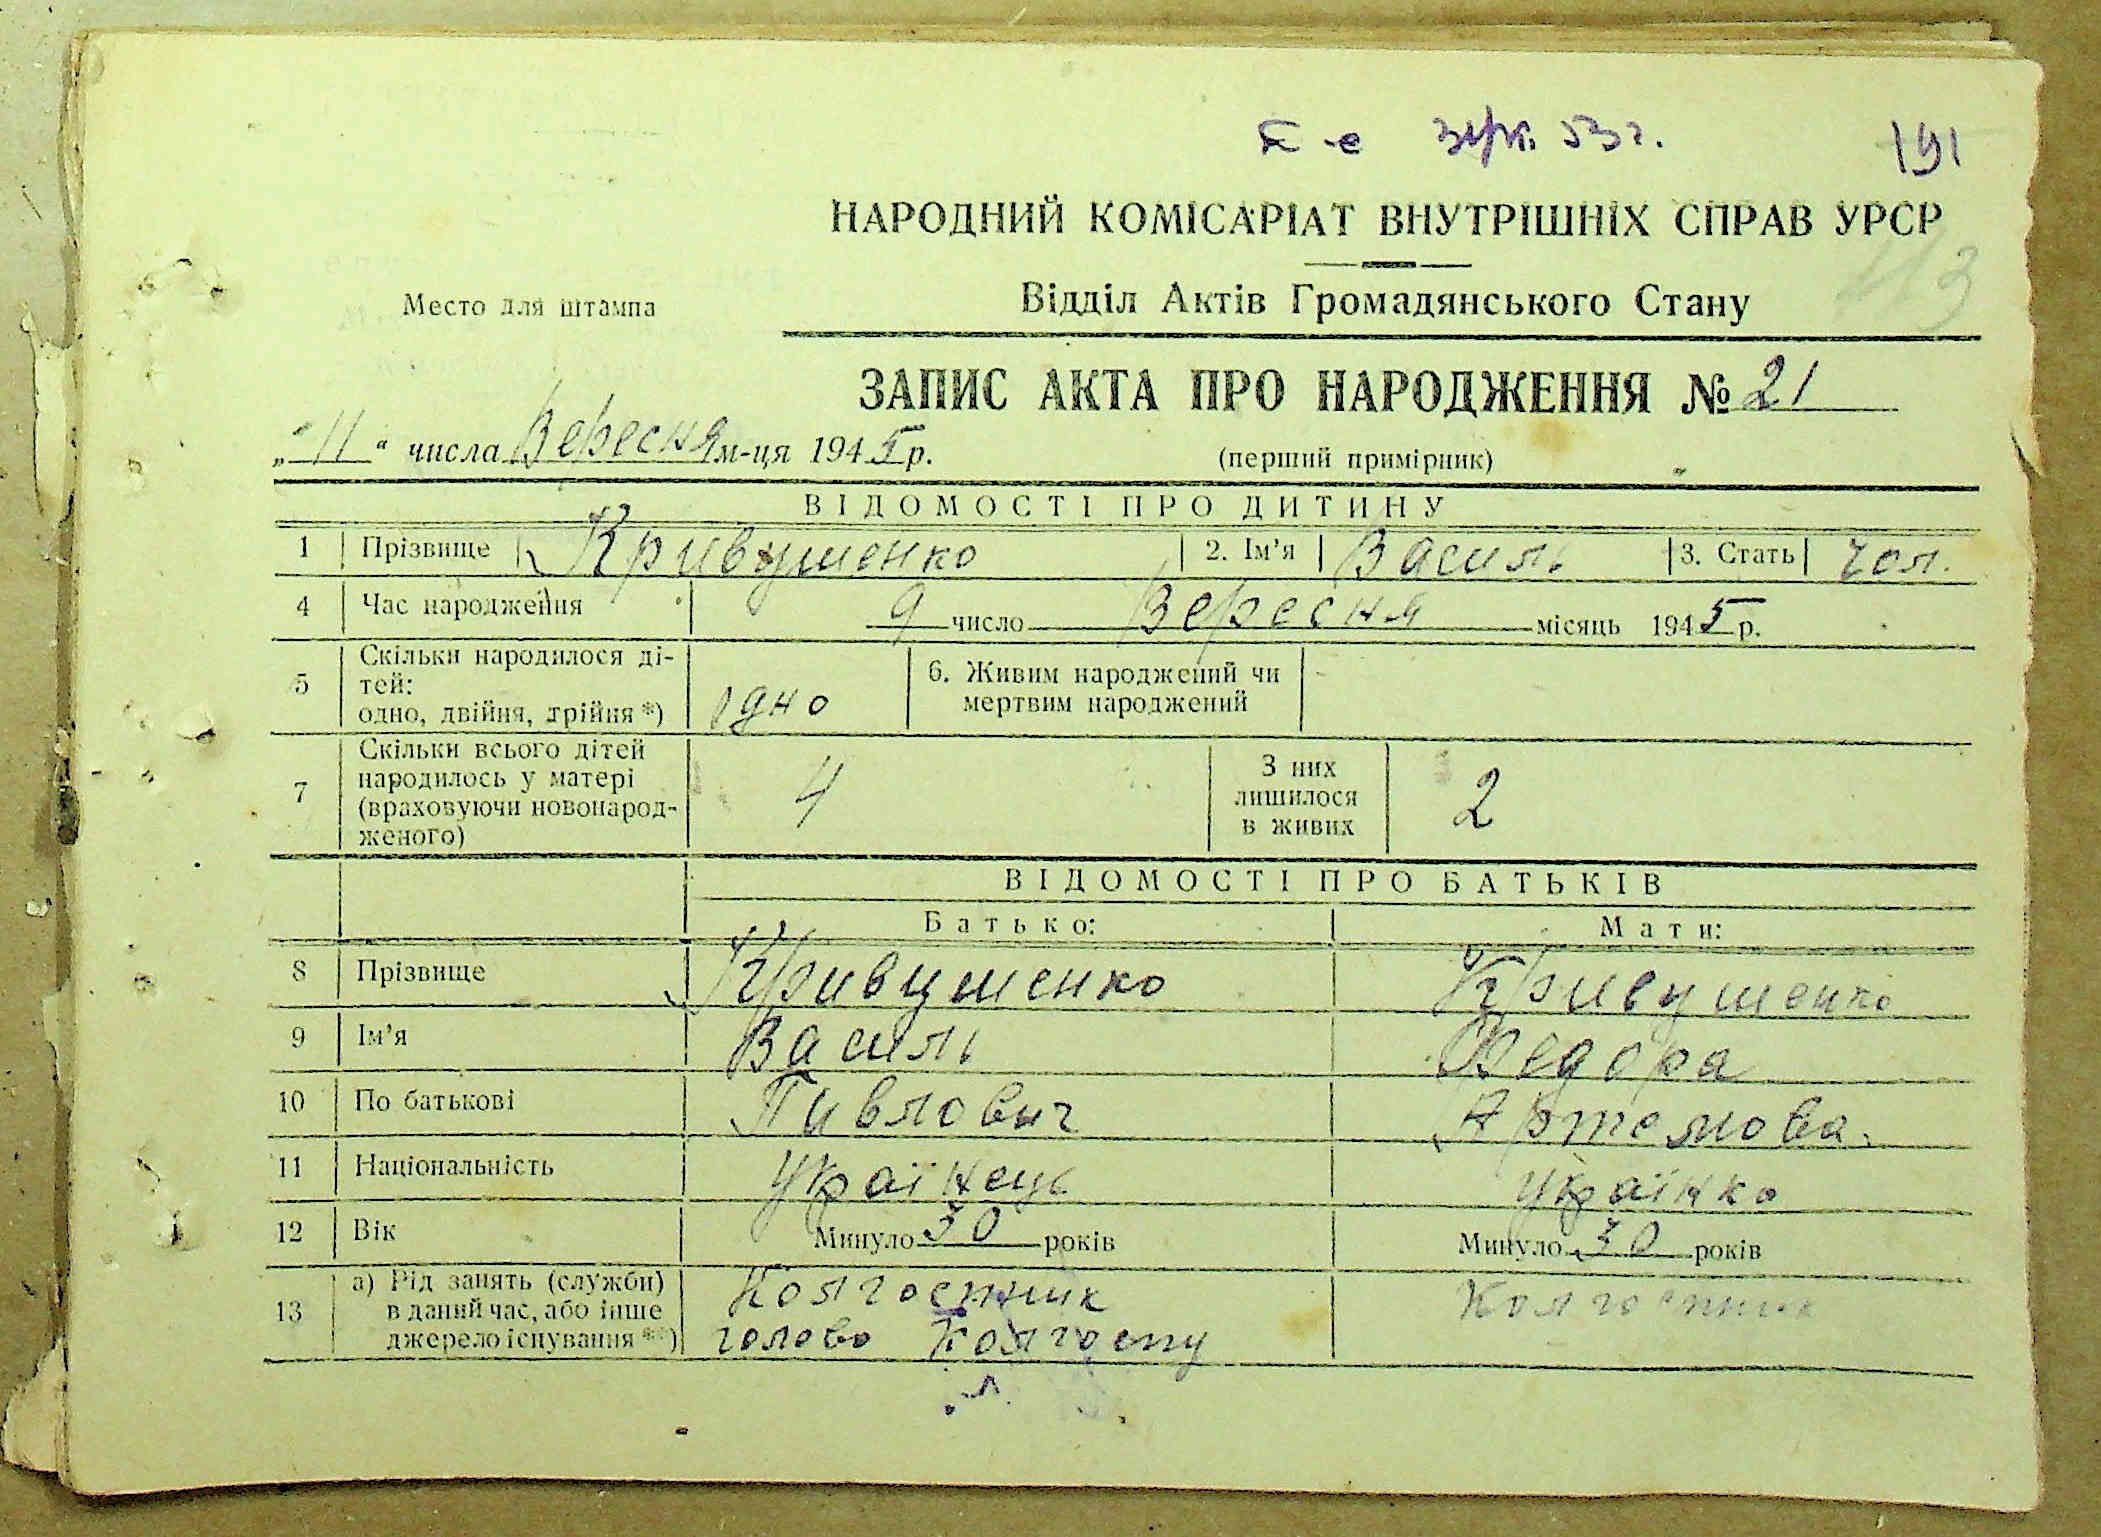 191
НАРОДНИЙ КОМІСАРІАТ ВНУТРІШНІХ СПРАВ УРСР
Место для штампа
Відділ Актів Громадянського Стану
113
ЗАПИС АКТА ПРО НАРОДЖЕННЯ № 21
„11“ числа Вересня м-ця 1945 р.
(перший примірник)
ВІДОМОСТІ ПРО ДИТИНУ
1 Прізвище Кривушенко 2. Ім'я Василь 3. Стать чол.
4 Час народження 9 число Вересня місяць 1945 р.
5 Скільки народилося ді-
тей:
одно, двійня, трійня *) одно
6. Живим народжений чи
мертвим народжений -
7 Скільки всього дітей
народилось у матері
(враховуючи новонарод-
женого) 4
З них
лишилося
в живих 2
ВІДОМОСТІ ПРО БАТЬКІВ
Батько: Мати:
8 Прізвище Кривушенко Кривушенко
9 Ім'я Василь Федора
10 По батькові Павлович Артемова
11 Національність Українець Українко
12 Вік Минуло 30 років Минуло 30 років
13 а) Рід занять (служби)
в даний час, або інше
джерело існування **)
Колгоспник
голова Колгоспу
Колгоспник